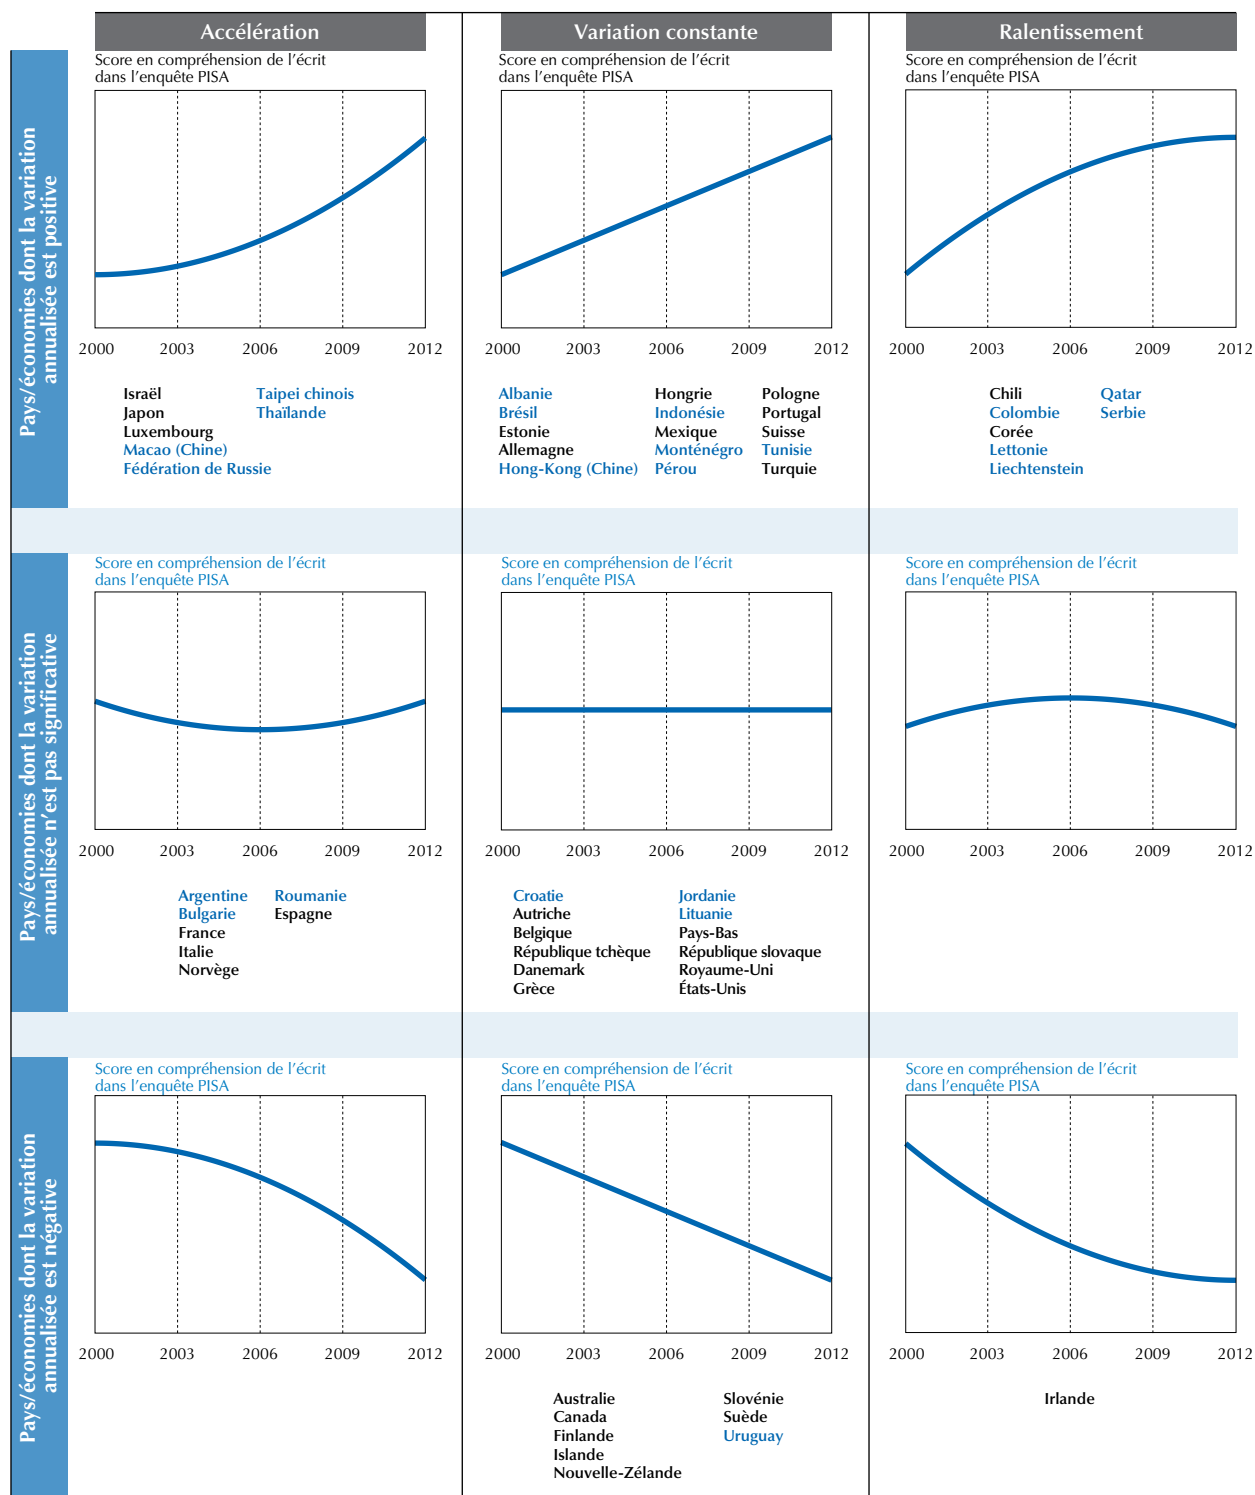 Accélération
Variation constante
Ralentissement
Pays/économies dont la variation
annualisée est positive
Score en compréhension de l'écrit
dans l'enquête PISA
2000 2003 2006 2009 2012
Israël Taipei chinois
Japon Thaïlande
Luxembourg
Macao (Chine)
Fédération de Russie
Score en compréhension de l'écrit
dans l'enquête PISA
2000 2003 2006 2009 2012
Albanie Hongrie Pologne
Brésil Indonésie Portugal
Estonie Mexique Suisse
Allemagne Monténégro Tunisie
Hong-Kong (Chine) Pérou Turquie
Score en compréhension de l'écrit
dans l'enquête PISA
2000 2003 2006 2009 2012
Chili Qatar
Colombie Serbie
Corée
Lettonie
Liechtenstein
Pays/économies dont la variation
annualisée n'est pas significative
Score en compréhension de l'écrit
dans l'enquête PISA
2000 2003 2006 2009 2012
Argentine Roumanie
Bulgarie Espagne
France
Italie
Norvège
Score en compréhension de l'écrit
dans l'enquête PISA
2000 2003 2006 2009 2012
Croatie Jordanie
Autriche Lituanie
Belgique Pays-Bas
République tchèque République slovaque
Danemark Royaume-Uni
Grèce États-Unis
Score en compréhension de l'écrit
dans l'enquête PISA
2000 2003 2006 2009 2012
Pays/économies dont la variation
annualisée est négative
Score en compréhension de l'écrit
dans l'enquête PISA
2000 2003 2006 2009 2012
Score en compréhension de l'écrit
dans l'enquête PISA
2000 2003 2006 2009 2012
Australie Slovénie
Canada Suède
Finlande Uruguay
Islande
Nouvelle-Zélande
Score en compréhension de l'écrit
dans l'enquête PISA
2000 2003 2006 2009 2012
Irlande